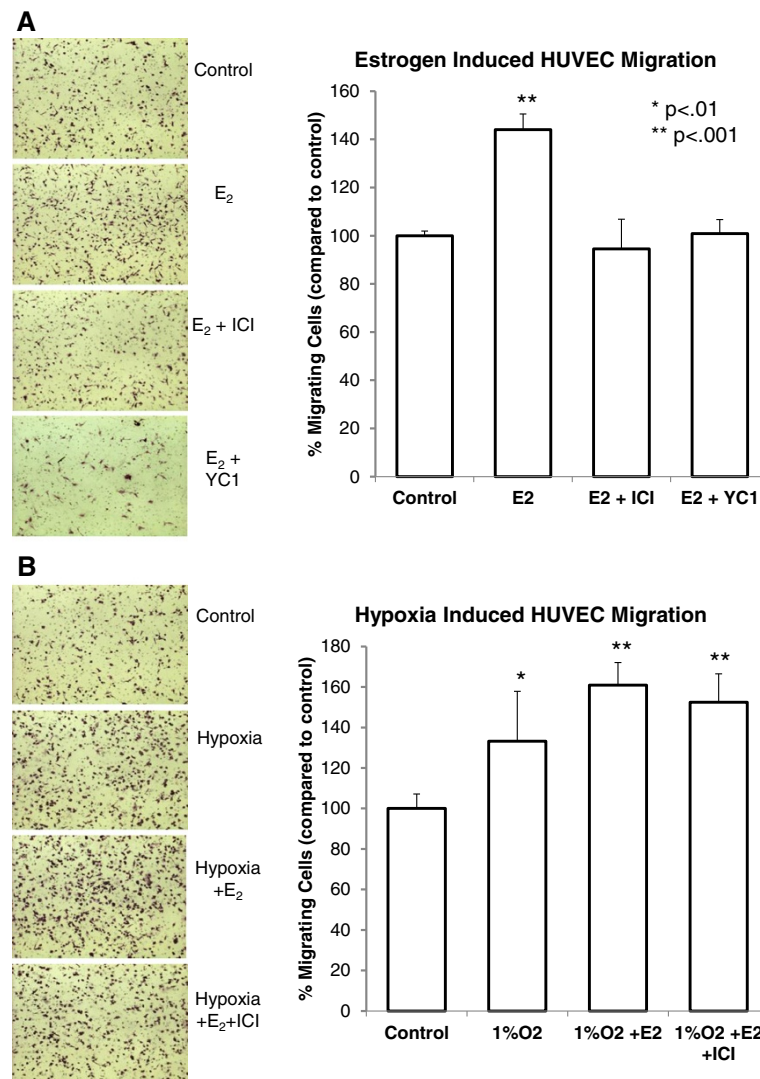 A
Control
E2
E2 + ICI
E2 +
YC1
Estrogen Induced HUVEC Migration
* p<.01
** p<.001
% Migrating Cells (compared to control)
160
140
120
100
80
60
40
20
0
**
Control
E2
E2 + ICI
E2 + YC1
B
Control
Hypoxia
Hypoxia
+E2
Hypoxia
+E2+ICI
Hypoxia Induced HUVEC Migration
% Migrating Cells (compared to control)
180
160
140
120
100
80
60
40
20
0
*
**
**
Control
1%O2
1%O2 +E2
1%O2 +E2
+ICI